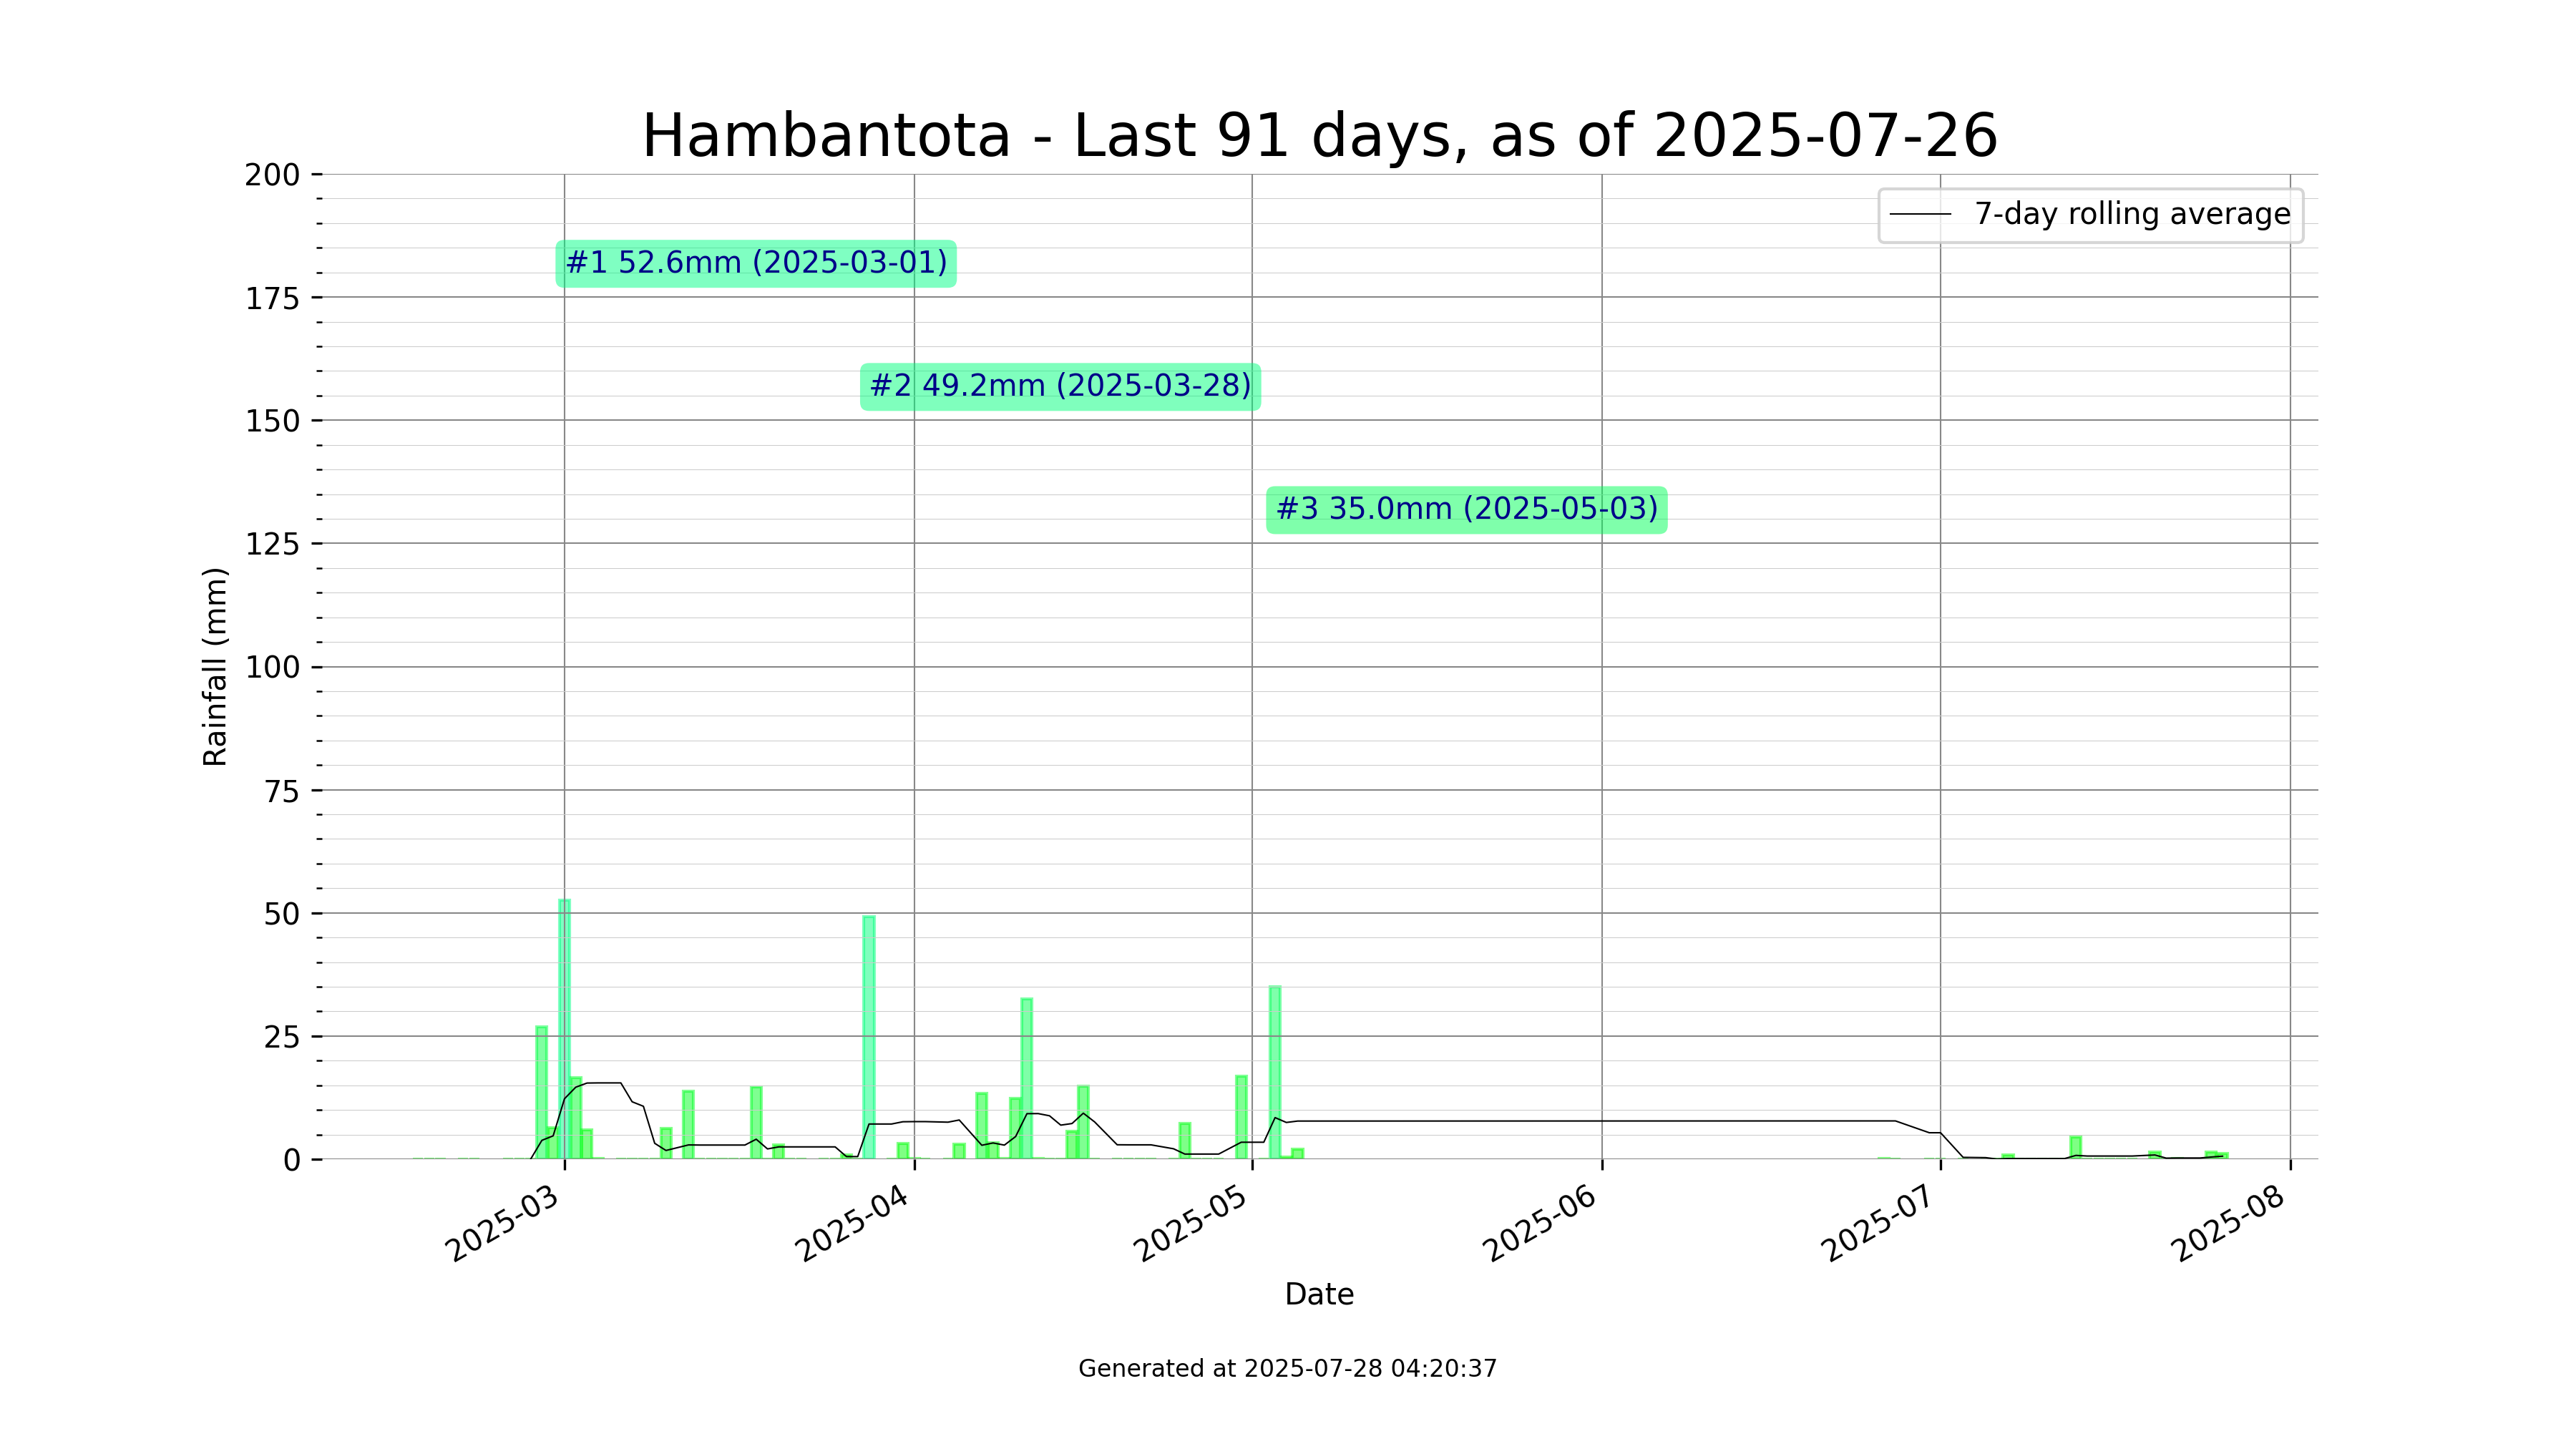 Hambantota - Last 91 days, as of 2025-07-26
200
175
150
125
100
75
50
25
0
Rainfall (mm)
7-day rolling average
#1 52.6mm (2025-03-01)
#2 49.2mm (2025-03-28)
#3 35.0mm (2025-05-03)
2025-03
2025-04
2025-05
2025-06
2025-07
2025-08
Date
Generated at 2025-07-28 04:20:37